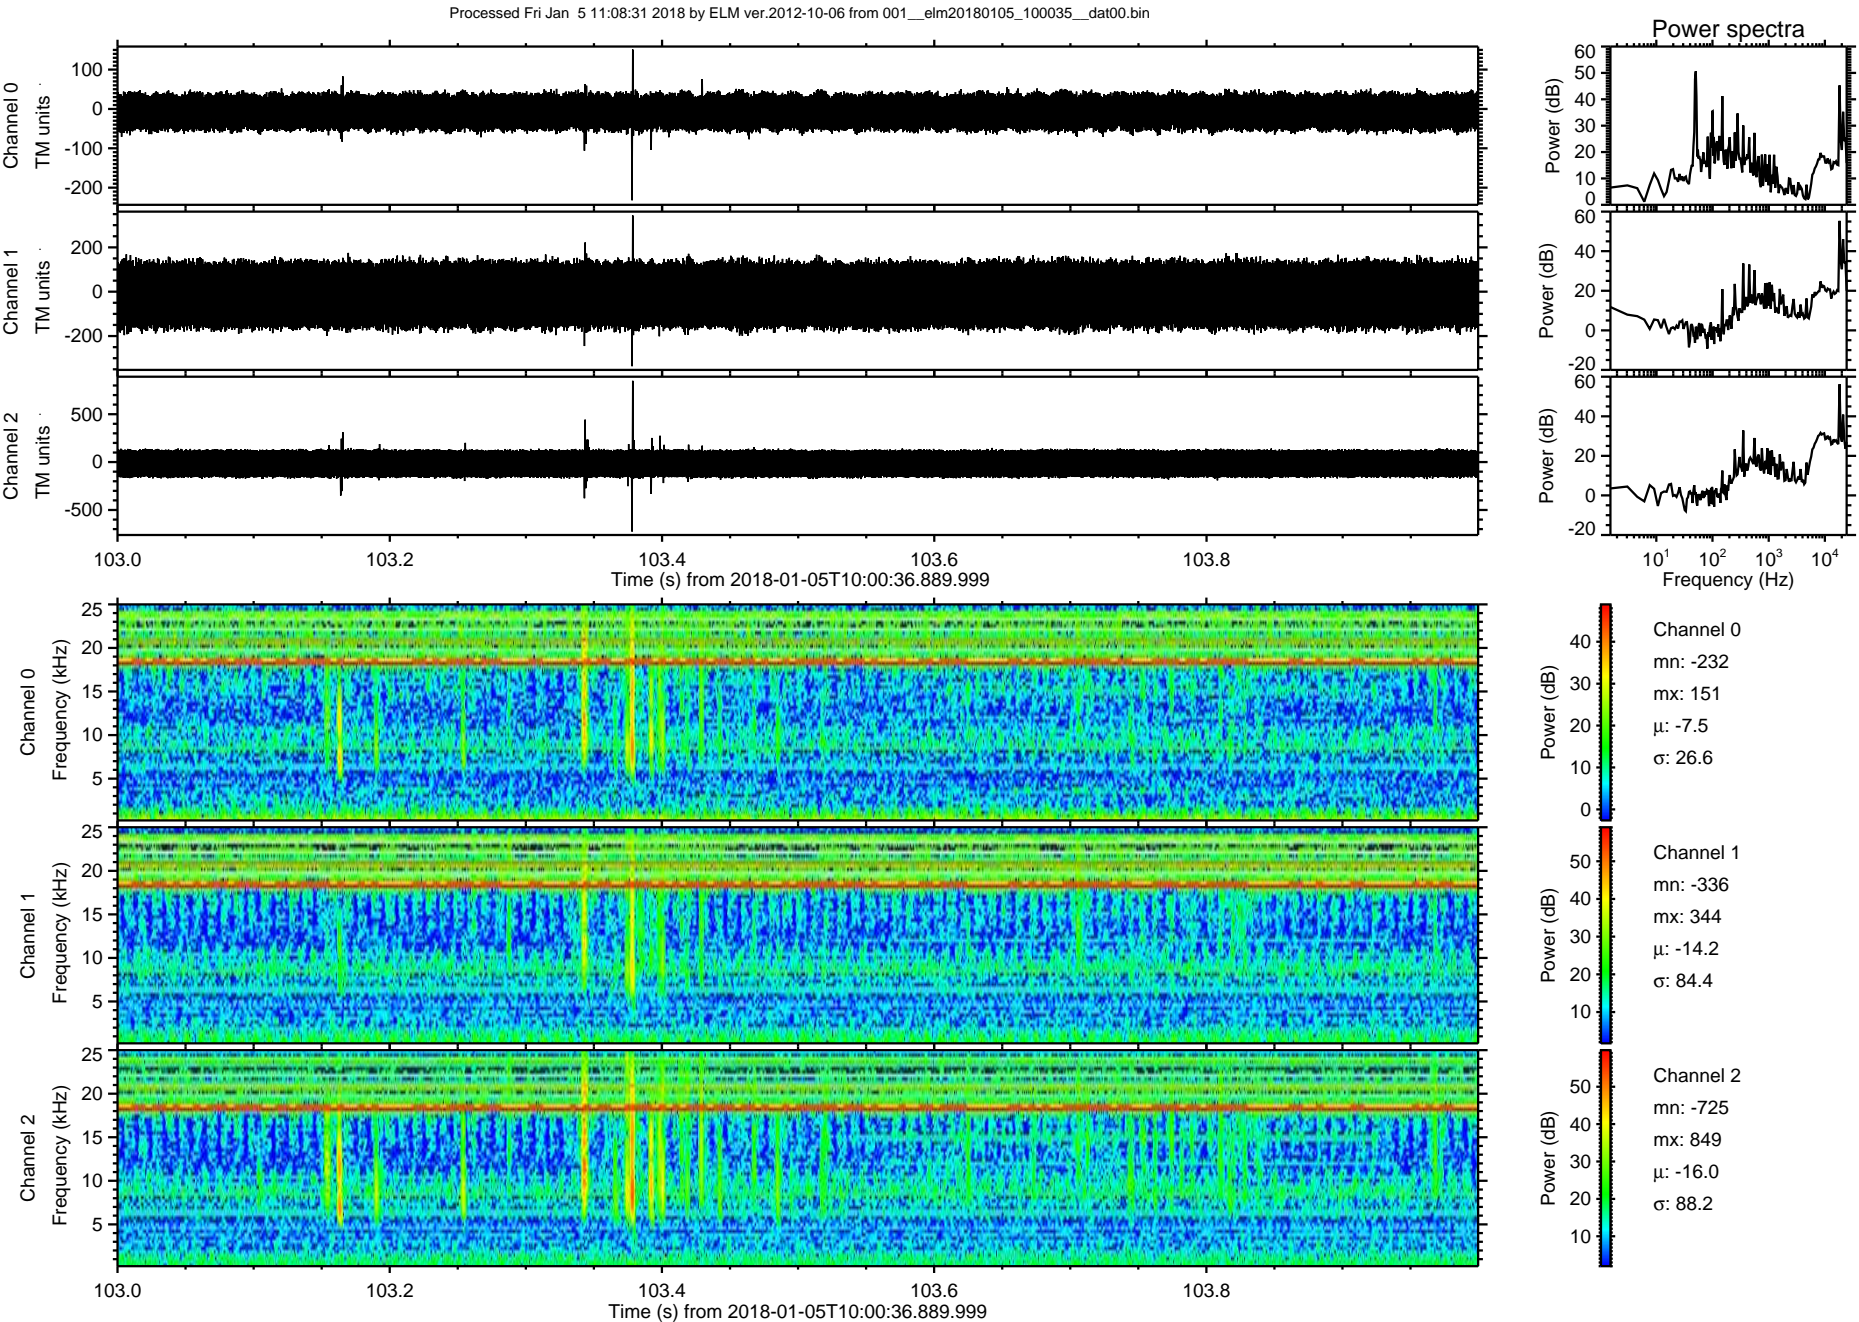 Processed Fri Jan 5 11:08:31 2018 by ELM ver.2012-10-06 from 001__elm20180105_100035__dat00.bin
Power spectra
Channel 0
TM units
100
0
-100
-200
Power (dB)
60
50
40
30
20
10
0
Channel 1
TM units
200
0
-200
Power (dB)
60
40
20
0
-20
Channel 2
TM units
500
0
-500
Power (dB)
60
40
20
0
-20
103.0 103.2 103.4 103.6 103.8
Time (s) from 2018-01-05T10:00:36.889.999
10^1 10^2 10^3 10^4
Frequency (Hz)
Channel 0
Frequency (kHz)
25
20
15
10
5
Power (dB)
40
30
20
10
0
Channel 0
mn: -232
mx: 151
μ: -7.5
σ: 26.6
Channel 1
Frequency (kHz)
25
20
15
10
5
Power (dB)
50
40
30
20
10
Channel 1
mn: -336
mx: 344
μ: -14.2
σ: 84.4
Channel 2
Frequency (kHz)
25
20
15
10
5
Power (dB)
50
40
30
20
10
Channel 2
mn: -725
mx: 849
μ: -16.0
σ: 88.2
103.0 103.2 103.4 103.6 103.8
Time (s) from 2018-01-05T10:00:36.889.999